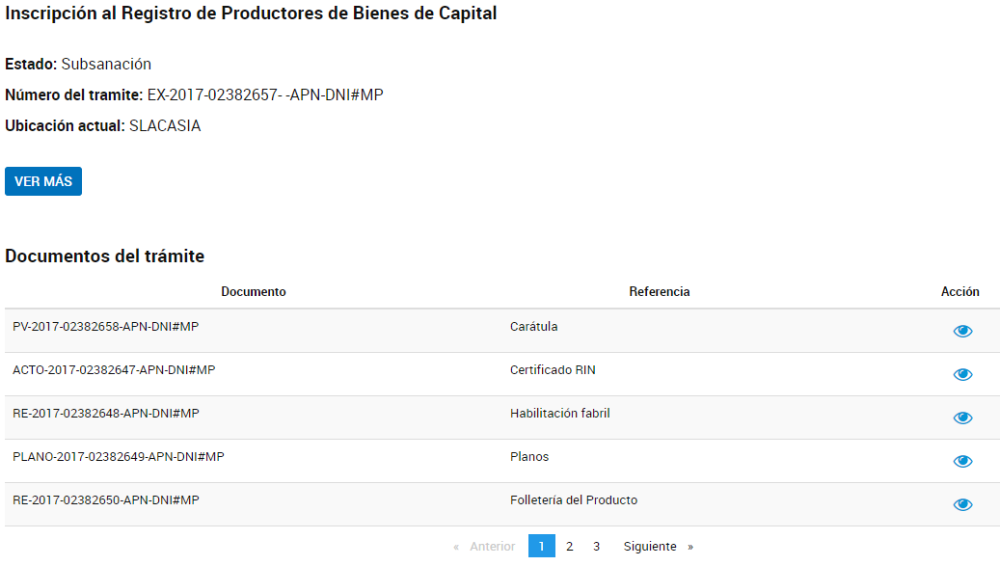 Inscripción al Registro de Productores de Bienes de Capital
Estado: Subsanación
Número del tramite: EX-2017-02382657- -APN-DNI#MP
Ubicación actual: SLACASIA
VER MÁS
Documentos del trámite
Documento Referencia Acción
PV-2017-02382658-APN-DNI#MP Carátula
ACTO-2017-02382647-APN-DNI#MP Certificado RIN
RE-2017-02382648-APN-DNI#MP Habilitación fabril
PLANO-2017-02382649-APN-DNI#MP Planos
RE-2017-02382650-APN-DNI#MP Folletería del Producto
« Anterior 1 2 3 Siguiente »